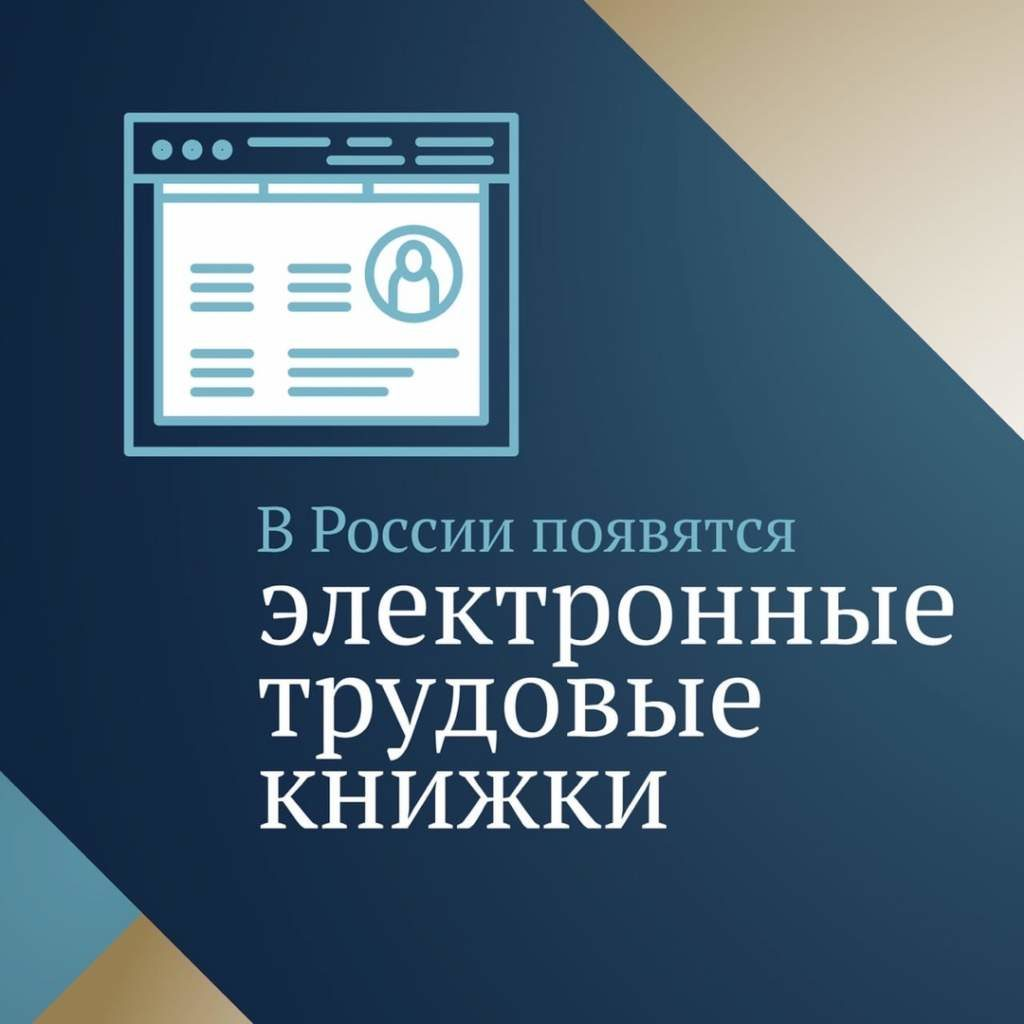 В России появятся
электронные
трудовые
книжки